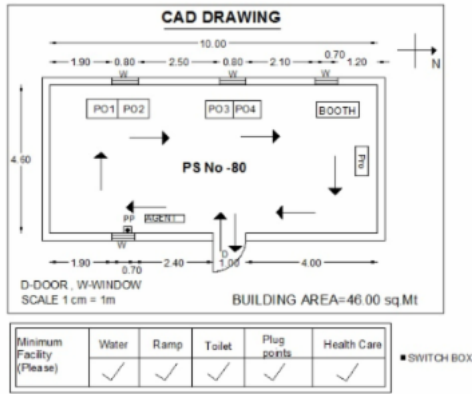 CAD DRAWING
10.00
1.90 0.80 2.50 0.80 2.10 0.70 1.20
W W W
N
PO1 PO2 PO3 PO4 BOOTH
4.60
PS No -80
Pro
PP AGENT
W D
1.90 0.70 2.40 1.00 4.00
D-DOOR , W-WINDOW
SCALE 1 cm = 1m BUILDING AREA=46.00 sq.Mt
Minimum Facility (Please) Water Ramp Toilet Plug points Health Care
■ SWITCH BOX